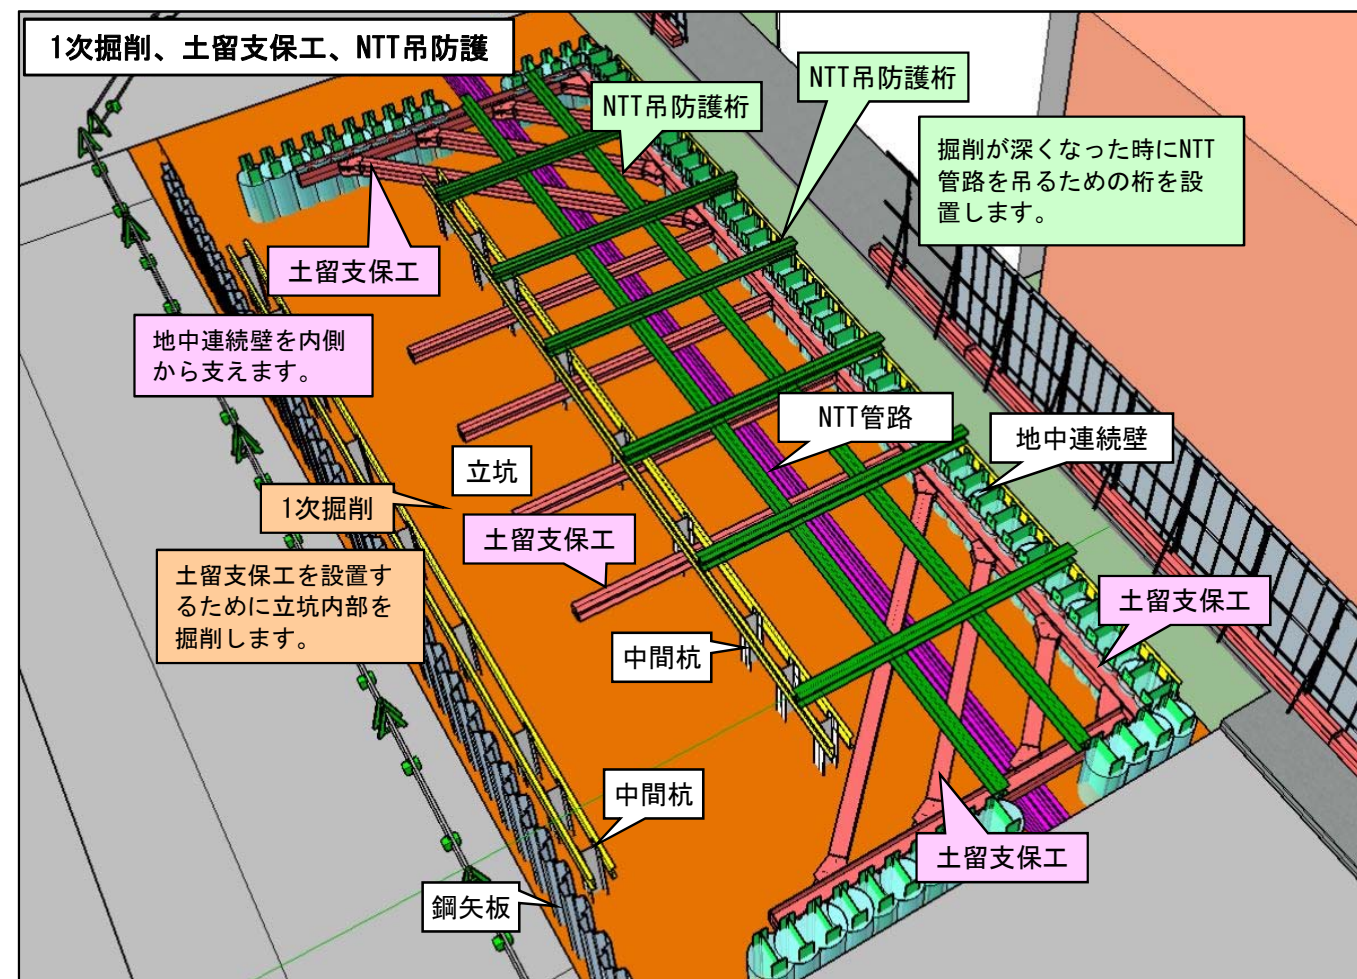 1次掘削、土留支保工、NTT吊防護
NTT吊防護桁
NTT吊防護桁
掘削が深くなった時にNTT
管路を吊るための桁を設
置します。
土留支保工
地中連続壁を内側
から支えます。
NTT管路
地中連続壁
立坑
1次掘削
土留支保工
土留支保工を設置す
るために立坑内部を
掘削します。
土留支保工
中間杭
中間杭
土留支保工
鋼矢板